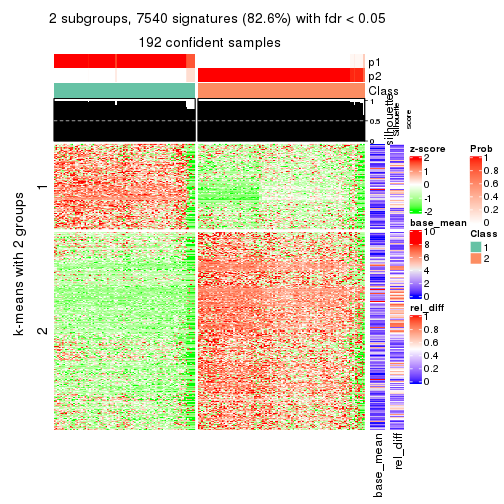 2 subgroups, 7540 signatures (82.6%) with fdr < 0.05
192 confident samples
p1
p2
Class
1
0.5
0
silhouette
Silhouette
score
k-means with 2 groups
1
2
base_mean
rel_diff
z-score
2
1
0
-1
-2
base_mean
10
8
6
4
2
0
rel_diff
1
0.8
0.6
0.4
0.2
0
Prob
1
0.8
0.6
0.4
0.2
0
Class
1
2